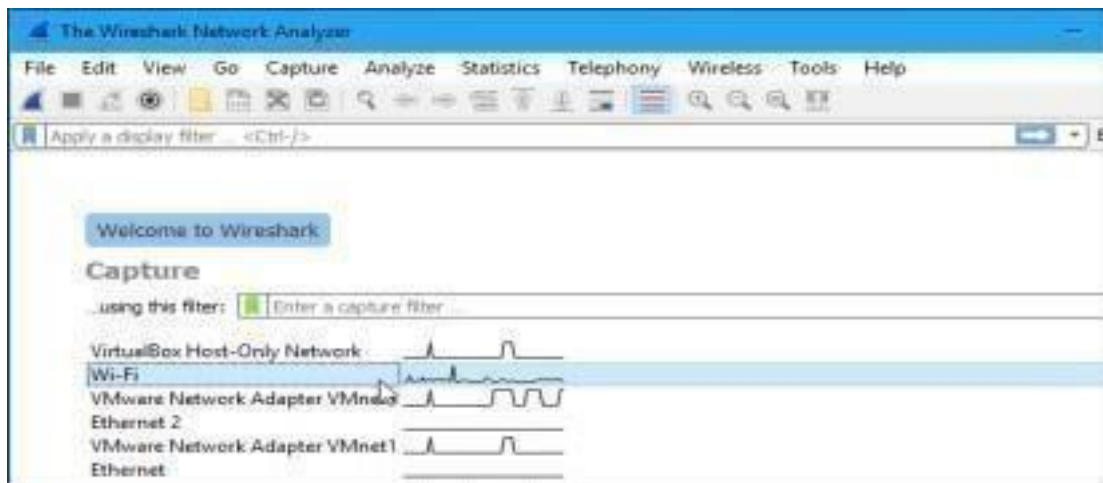 The Wireshark Network Analyzer
File Edit View Go Capture Analyze Statistics Telephony Wireless Tools Help
Apply a display filter ... <Ctrl-/>
Welcome to Wireshark
Capture
...using this filter: Enter a capture filter ...
VirtualBox Host-Only Network
Wi-Fi
VMware Network Adapter
Ethernet 2
VMware Network Adapter VMnet1
Ethernet